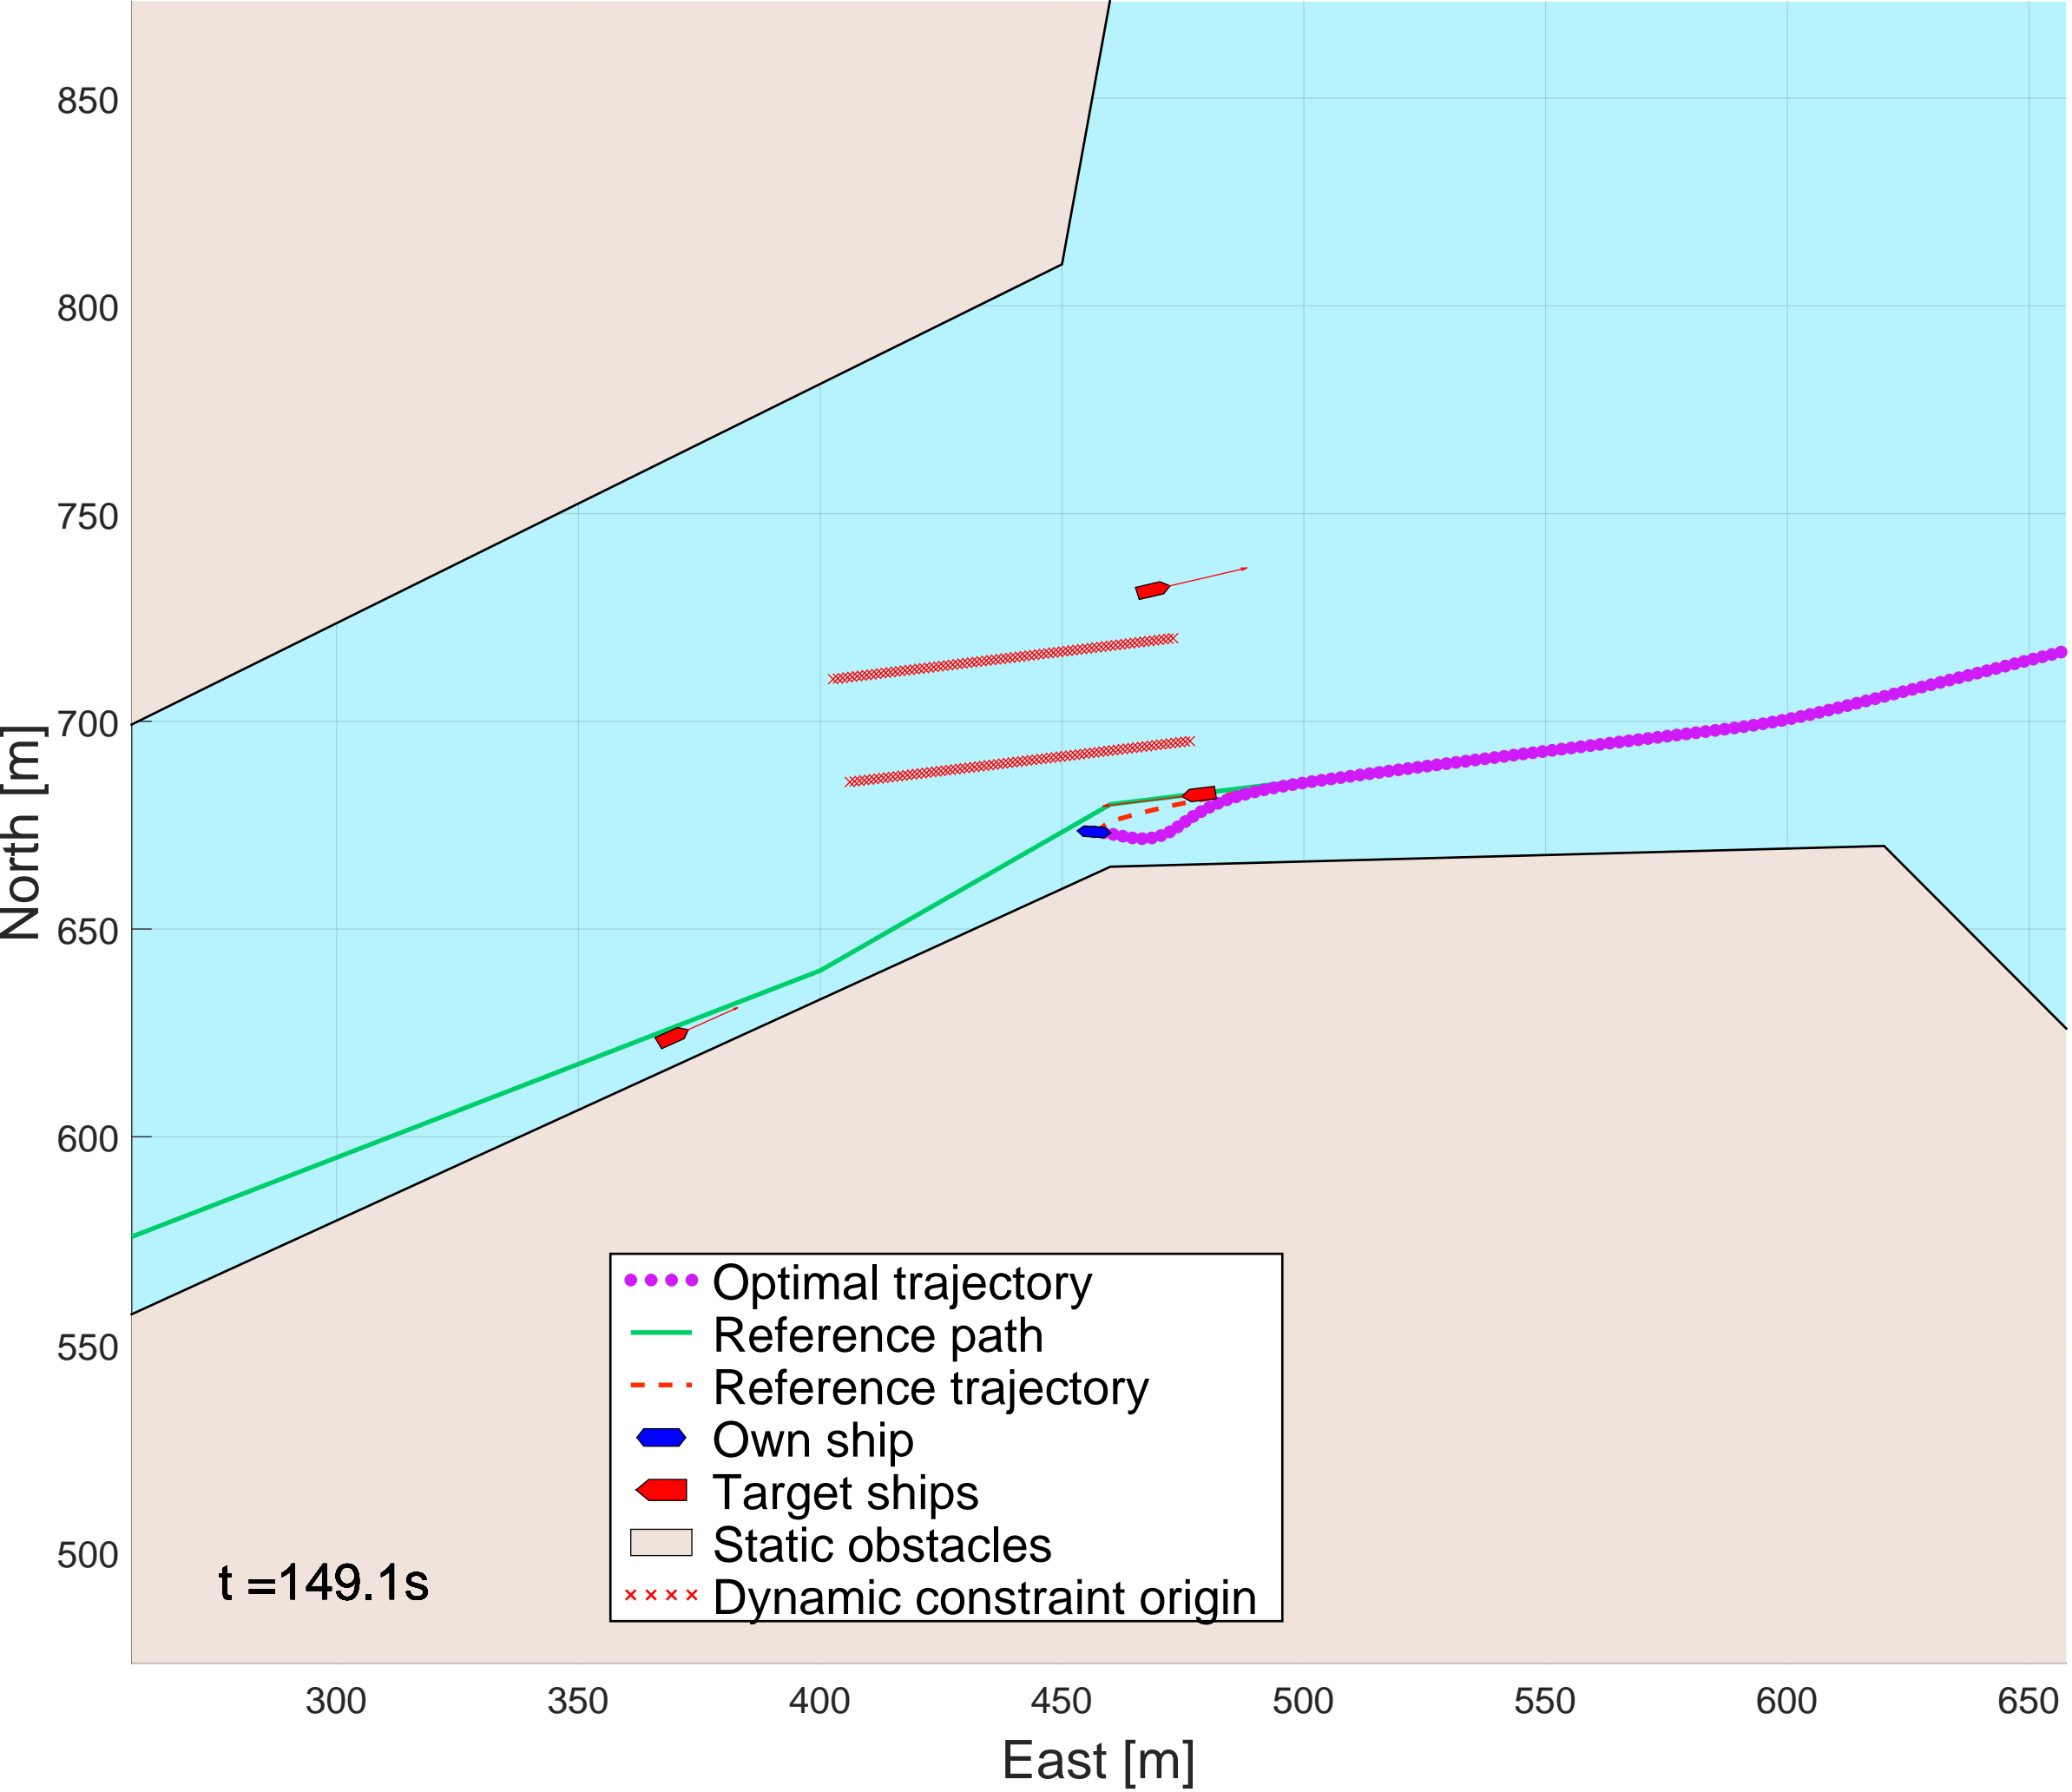 850
800
750
700
650
600
550
500
North [m]
Optimal trajectory
Reference path
Reference trajectory
Own ship
Target ships
Static obstacles
Dynamic constraint origin
t =149.1s
300 350 400 450 500 550 600 650
East [m]